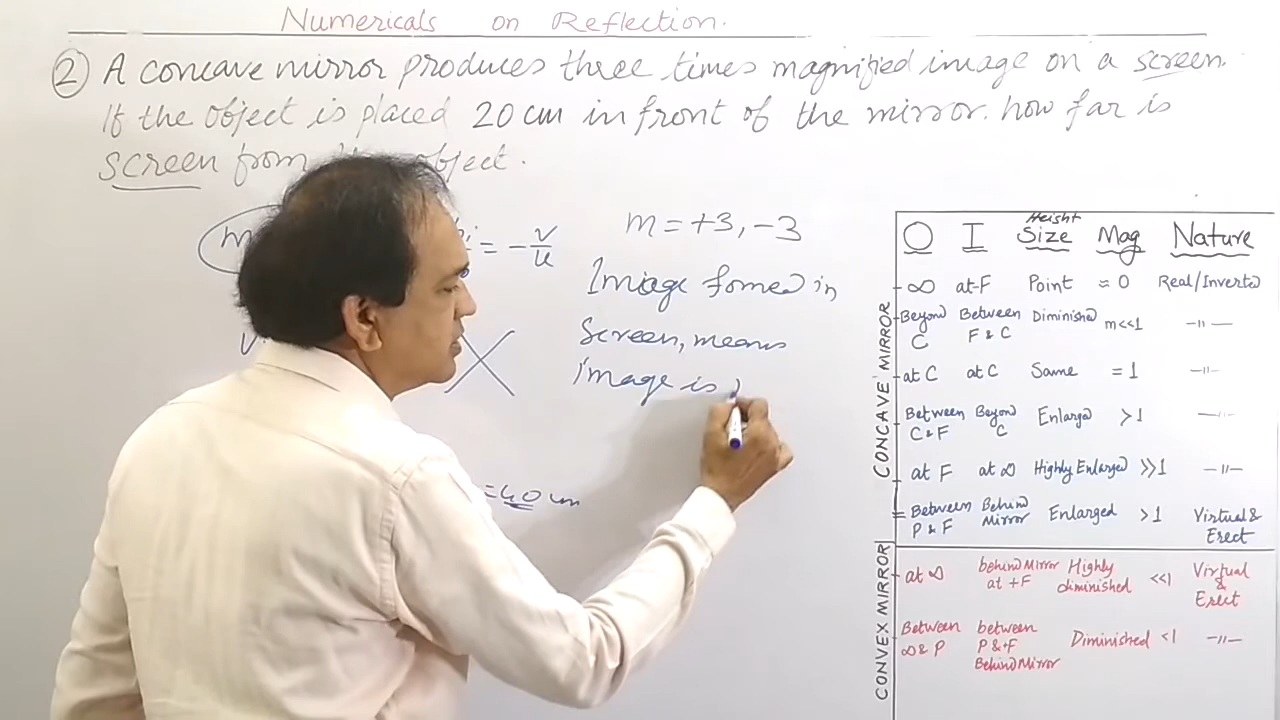 Numericals on Reflection.
② A concave mirror produces three times magnified image on a screen.
If the object is placed 20 cm in front of the mirror. how far is
screen from object.
m = -v/u
m = +3, -3
Image fomed in
Screen, means
image is
= 40 cm
O I Height Size Mag Nature
CONCAVE MIRROR
∞ at-F Point ≈ 0 Real/Inverted
Beyond C Between F & C Diminished m<<1 -〃-
at C at C Same = 1 -〃-
Between C & F Beyond C Enlarged >1 -〃-
at F at ∞ Highly Enlarged >>1 -〃-
Between P & F Behind Mirror Enlarged >1 Virtual & Erect
CONVEX MIRROR
at ∞ behind Mirror at +F Highly diminished <<1 Virtual & Erect
Between ∞ & P between P & +F Behind Mirror Diminished <1 -〃-